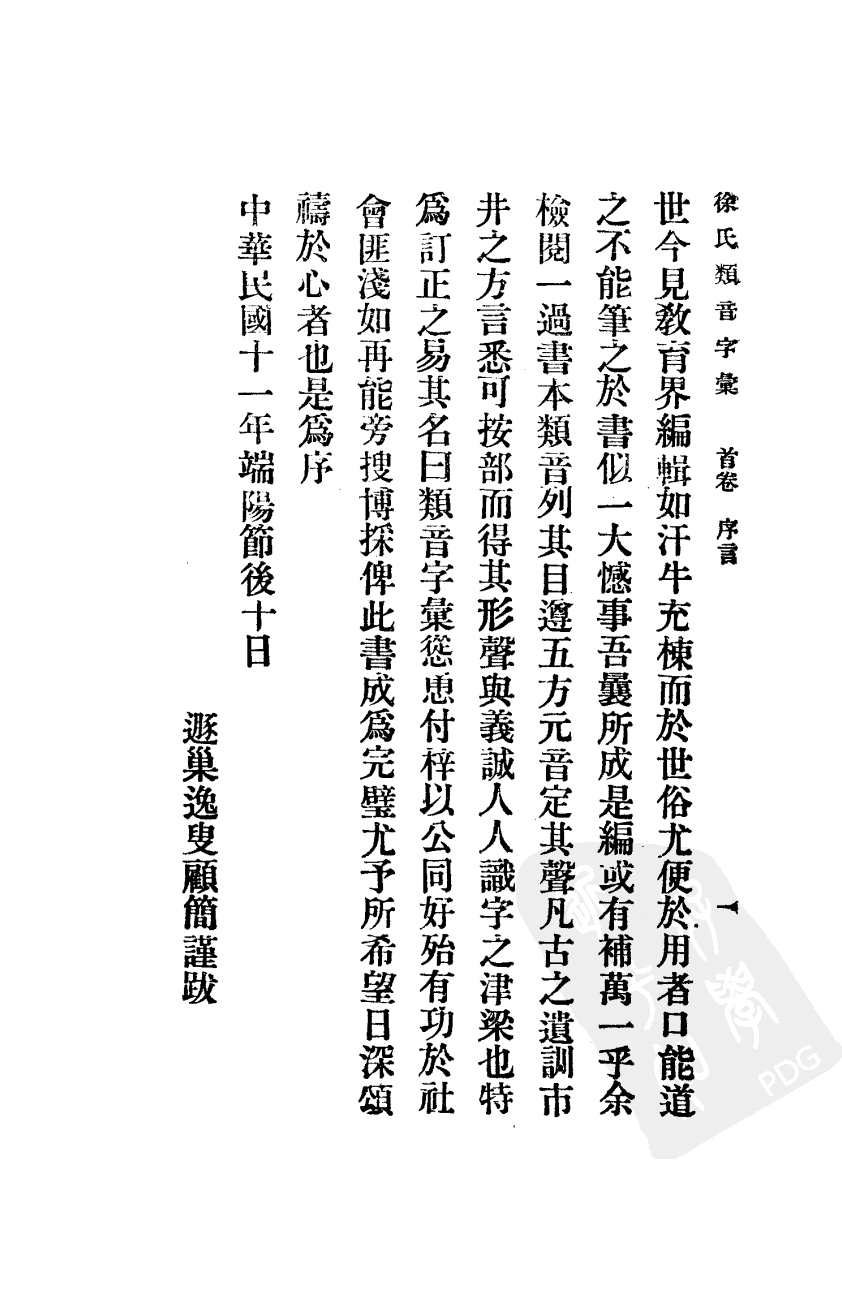 徐氏類音字彙　首卷　序言
世今見教育界編輯如汗牛充棟而於世俗尤便於用者口能道
之不能筆之於書似一大憾事吾曩所成是編或有補萬一乎余
檢閱一過書本類音列其目遵五方元音定其聲凡古之遺訓市
井之方言悉可按部而得其形聲與義誠人人識字之津梁也特
爲訂正之易其名曰類音字彙慫恿付梓以公同好殆有功於社
會匪淺如再能旁搜博採俾此書成爲完璧尤予所希望日深頌
禱於心者也是爲序
中華民國十一年端陽節後十日
遯巢逸叟顧簡謹跋
PDG